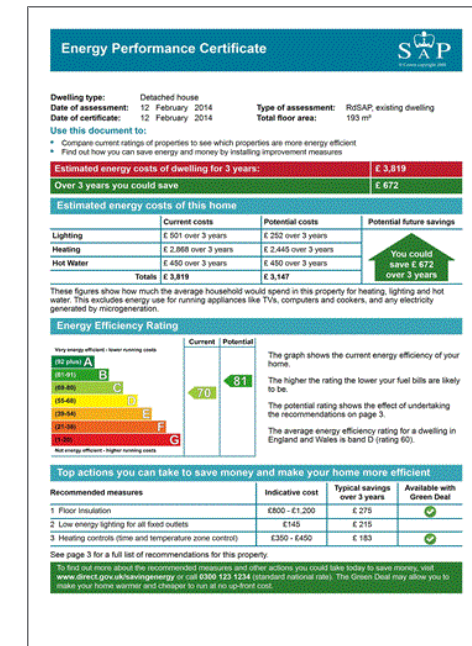 Energy Performance Certificate
SAP
Dwelling type: Detached house
Date of assessment: 12 February 2014 Type of assessment: RdSAP, existing dwelling
Date of certificate: 12 February 2014 Total floor area: 193 m²
Use this document to:
• Compare current ratings of properties to see which properties are more energy efficient
• Find out how you can save energy and money by installing improvement measures
Estimated energy costs of dwelling for 3 years: £ 3,819
Over 3 years you could save £ 672
Estimated energy costs of this home
Current costs Potential costs Potential future savings
Lighting £ 501 over 3 years £ 252 over 3 years
Heating £ 2,868 over 3 years £ 2,445 over 3 years
Hot Water £ 450 over 3 years £ 450 over 3 years
Totals £ 3,819 £ 3,147
You could
save £ 672
over 3 years
These figures show how much the average household would spend in this property for heating, lighting and hot
water. This excludes energy use for running appliances like TVs, computers and cookers, and any electricity
generated by microgeneration.
Energy Efficiency Rating
Current Potential
Very energy efficient - lower running costs
(92 plus) A
(81-91) B
(69-80) C
(55-68) D
(39-54) E
(21-38) F
(1-20) G
Not energy efficient - higher running costs
70
81
The graph shows the current energy efficiency of your
home.
The higher the rating the lower your fuel bills are likely
to be.
The potential rating shows the effect of undertaking
the recommendations on page 3.
The average energy efficiency rating for a dwelling in
England and Wales is band D (rating 60).
Top actions you can take to save money and make your home more efficient
Recommended measures Indicative cost Typical savings over 3 years Available with Green Deal
1 Floor Insulation £800 - £1,200 £ 275
2 Low energy lighting for all fixed outlets £145 £ 215
3 Heating controls (time and temperature zone control) £350 - £450 £ 183
See page 3 for a full list of recommendations for this property.
To find out more about the recommended measures and other actions you could take today to save money, visit
www.direct.gov.uk/savingenergy or call 0300 123 1234 (standard national rate). The Green Deal may allow you to
make your home warmer and cheaper to run at no up-front cost.